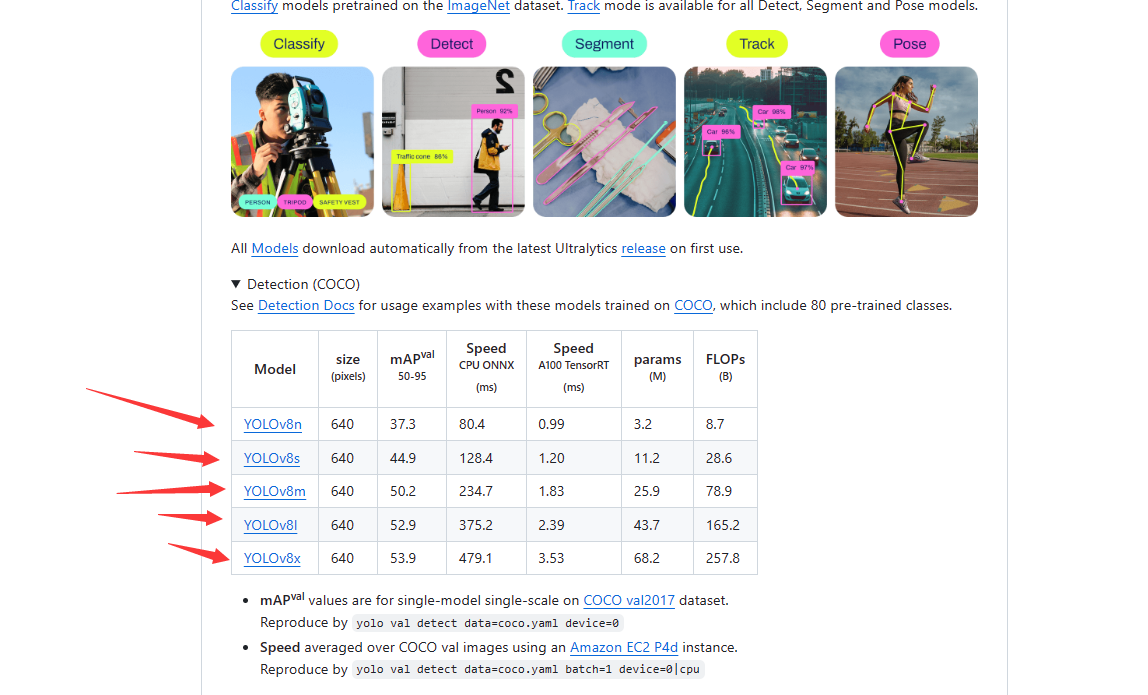 Classify models pretrained on the ImageNet dataset. Track mode is available for all Detect, Segment and Pose models.
Classify Detect Segment Track Pose
2
Person 92%
Traffic cone 86%
Car 98%
Car 96%
Car 97%
PERSON TRIPOD SAFETY VEST
All Models download automatically from the latest Ultralytics release on first use.
▼ Detection (COCO)
See Detection Docs for usage examples with these models trained on COCO, which include 80 pre-trained classes.
Model size (pixels) mAPval 50-95 Speed CPU ONNX (ms) Speed A100 TensorRT (ms) params (M) FLOPs (B)
YOLOv8n 640 37.3 80.4 0.99 3.2 8.7
YOLOv8s 640 44.9 128.4 1.20 11.2 28.6
YOLOv8m 640 50.2 234.7 1.83 25.9 78.9
YOLOv8l 640 52.9 375.2 2.39 43.7 165.2
YOLOv8x 640 53.9 479.1 3.53 68.2 257.8
• mAPval values are for single-model single-scale on COCO val2017 dataset.
Reproduce by yolo val detect data=coco.yaml device=0
• Speed averaged over COCO val images using an Amazon EC2 P4d instance.
Reproduce by yolo val detect data=coco.yaml batch=1 device=0|cpu